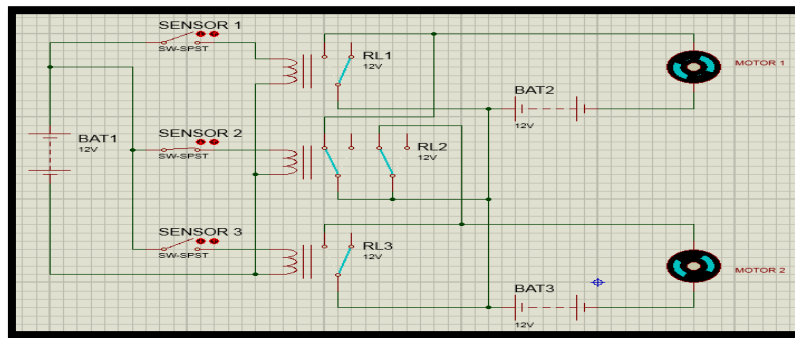 SENSOR 1
SW-SPST
RL1
12V
MOTOR 1
BAT2
12V
BAT1
12V
SENSOR 2
SW-SPST
RL2
12V
SENSOR 3
SW-SPST
RL3
12V
MOTOR 2
BAT3
12V